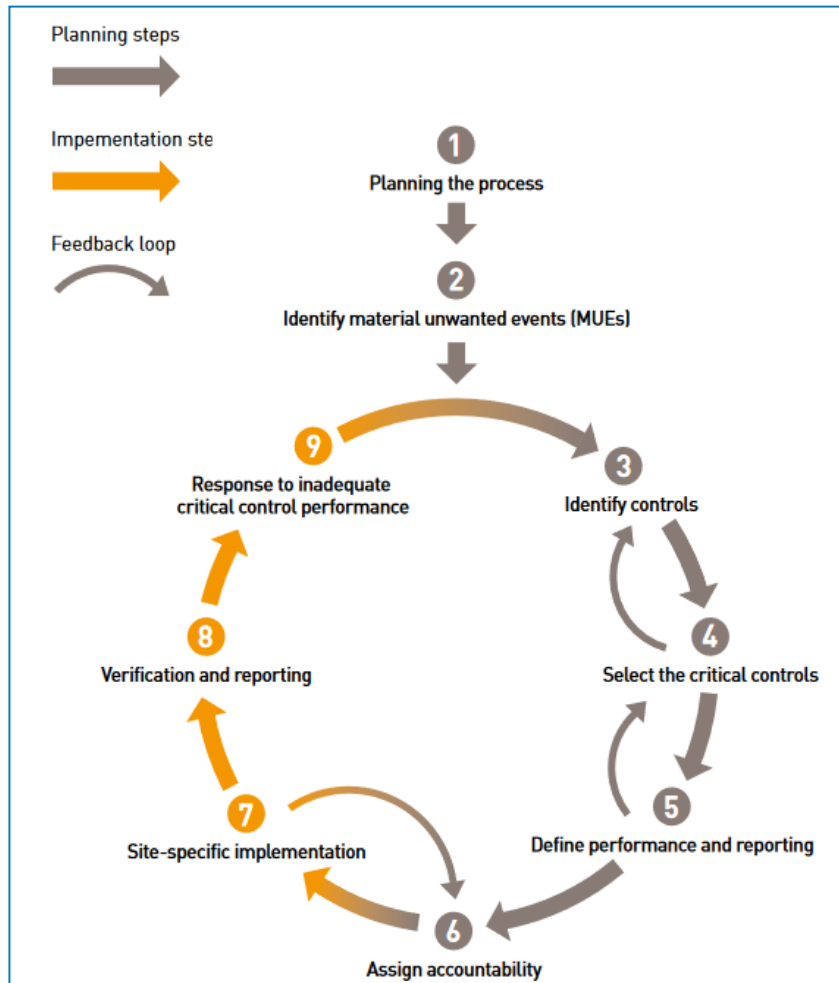 Planning steps
Impementation ste
Feedback loop
1
Planning the process
2
Identify material unwanted events (MUEs)
9
Response to inadequate
critical control performance
3
Identify controls
8
Verification and reporting
4
Select the critical controls
7
Site-specific implementation
5
Define performance and reporting
6
Assign accountability